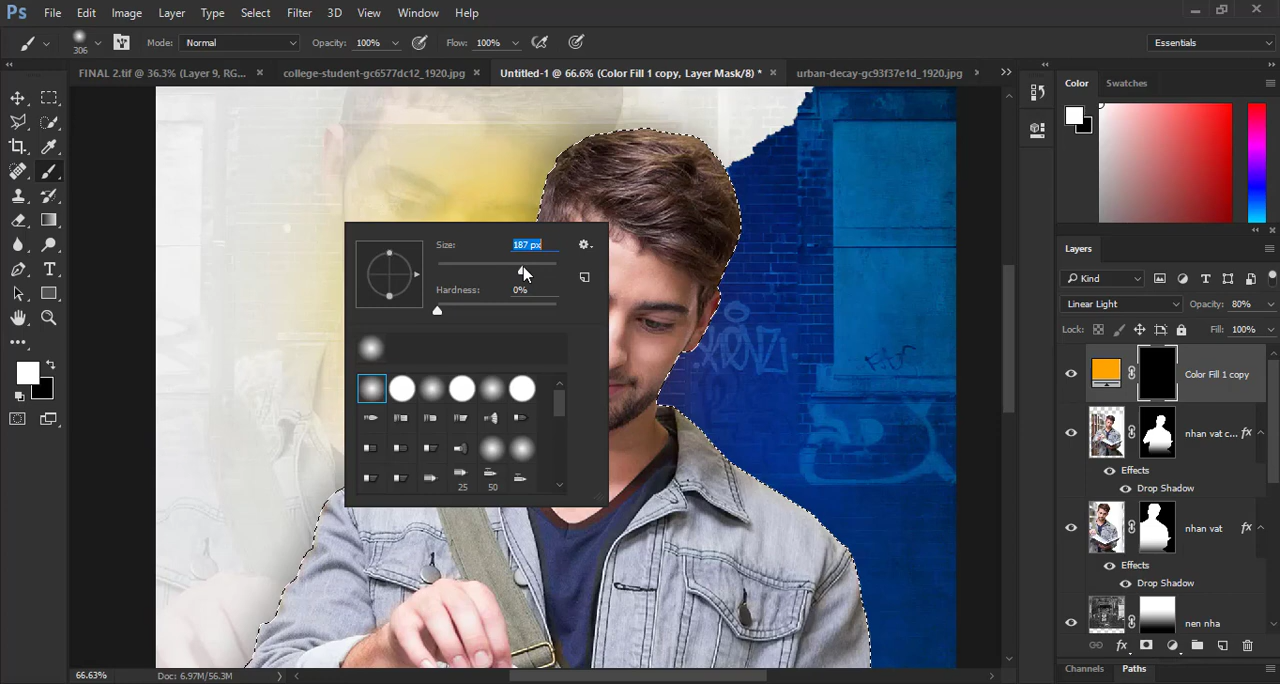 Ps File Edit Image Layer Type Select Filter 3D View Window Help
306 Mode: Normal Opacity: 100% Flow: 100% Essentials
FINAL 2.tif @ 36.3% (Layer 9, RG... × college-student-gc6577dc12_1920.jpg × Untitled-1 @ 66.6% (Color Fill 1 copy, Layer Mask/8) * × urban-decay-gc93f37e1d_1920.jpg
Color Swatches
Size: 187 px
Hardness: 0%
25 50
Layers
Kind
Linear Light Opacity: 80%
Lock: Fill: 100%
Color Fill 1 copy
nhan vat c... fx
Effects
Drop Shadow
nhan vat fx
Effects
Drop Shadow
nen nha
fx
Channels Paths
66.63% Doc: 6.97M/56.3M